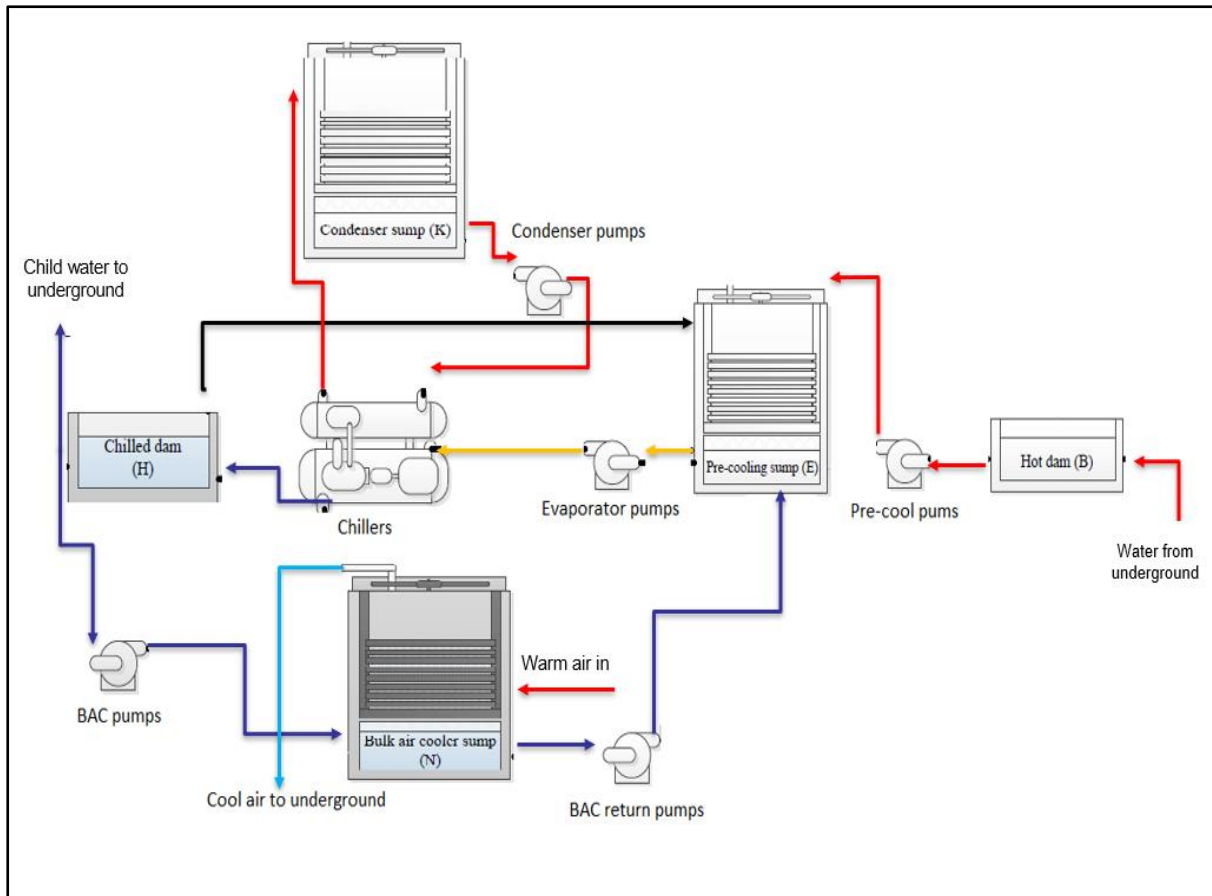 Condenser sump (K)
Condenser pumps
Child water to
underground
Chilled dam
(H)
Chillers
Evaporator pumps
Pre-cooling sump (E)
Pre-cool pums
Hot dam (B)
Water from
underground
Warm air in
BAC pumps
Bulk air cooler sump
(N)
Cool air to underground
BAC return pumps